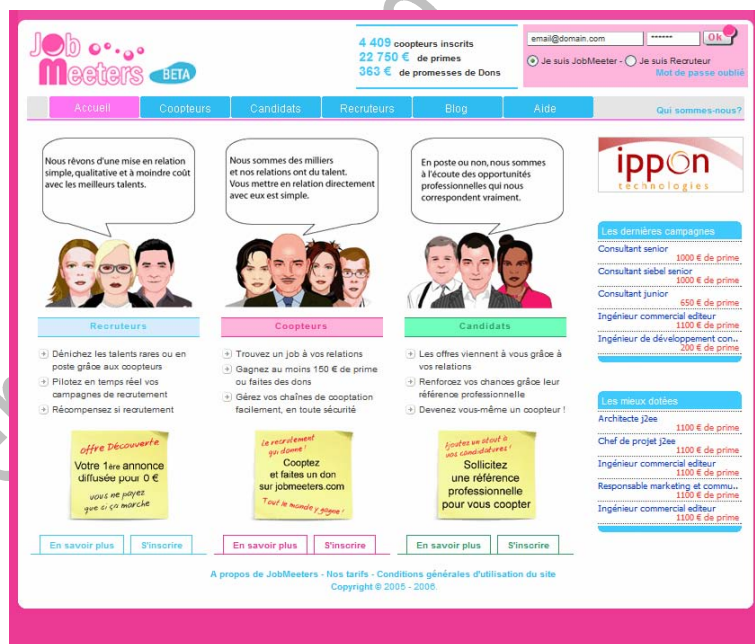 Job
Meeters BETA
4 409 coopteurs inscrits
22 750 € de primes
363 € de promesses de Dons
email@domain.com
Ok
Je suis JobMeeter - Je suis Recruteur
Mot de passe oublié
Accueil Coopteurs Candidats Recruteurs Blog Aide
Qui sommes-nous?
Nous rêvons d'une mise en relation
simple, qualitative et à moindre coût
avec les meilleurs talents.
Nous sommes des milliers
et nos relations ont du talent.
Vous mettre en relation directement
avec eux est simple.
En poste ou non, nous sommes
à l'écoute des opportunités
professionnelles qui nous
correspondent vraiment.
Recruteurs
Dénichez les talents rares ou en
poste grâce aux coopteurs
Pilotez en temps réel vos
campagnes de recrutement
Récompensez si recrutement
offre Découverte
Votre 1ère annonce
diffusée pour 0 €
vous ne payez
que si ça marche
En savoir plus S'inscrire
Coopteurs
Trouvez un job à vos relations
Gagnez au moins 150 € de prime
ou faites des dons
Gérez vos chaînes de cooptation
facilement, en toute sécurité
Le recrutement
qui donne !
Cooptez
et faites un don
sur jobmeeters.com
Tout le monde y gagne !
En savoir plus S'inscrire
Candidats
Les offres viennent à vous grâce à
vos relations
Renforcez vos chances grâce leur
référence professionnelle
Devenez vous-même un coopteur !
Ajoutez un atout à
vos candidatures !
Sollicitez
une référence
professionnelle
pour vous coopter
En savoir plus S'inscrire
ippon
technologies
Les dernières campagnes
Consultant senior
1000 € de prime
Consultant siebel senior
1000 € de prime
Consultant junior
650 € de prime
Ingénieur commercial editeur
1100 € de prime
Ingénieur de développement con..
200 € de prime
Les mieux dotées
Architecte j2ee
1100 € de prime
Chef de projet j2ee
1100 € de prime
Ingénieur commercial editeur
1100 € de prime
Responsable marketing et commu..
1100 € de prime
Ingénieur commercial editeur
1100 € de prime
A propos de JobMeeters - Nos tarifs - Conditions générales d'utilisation du site
Copyright © 2005 - 2006.